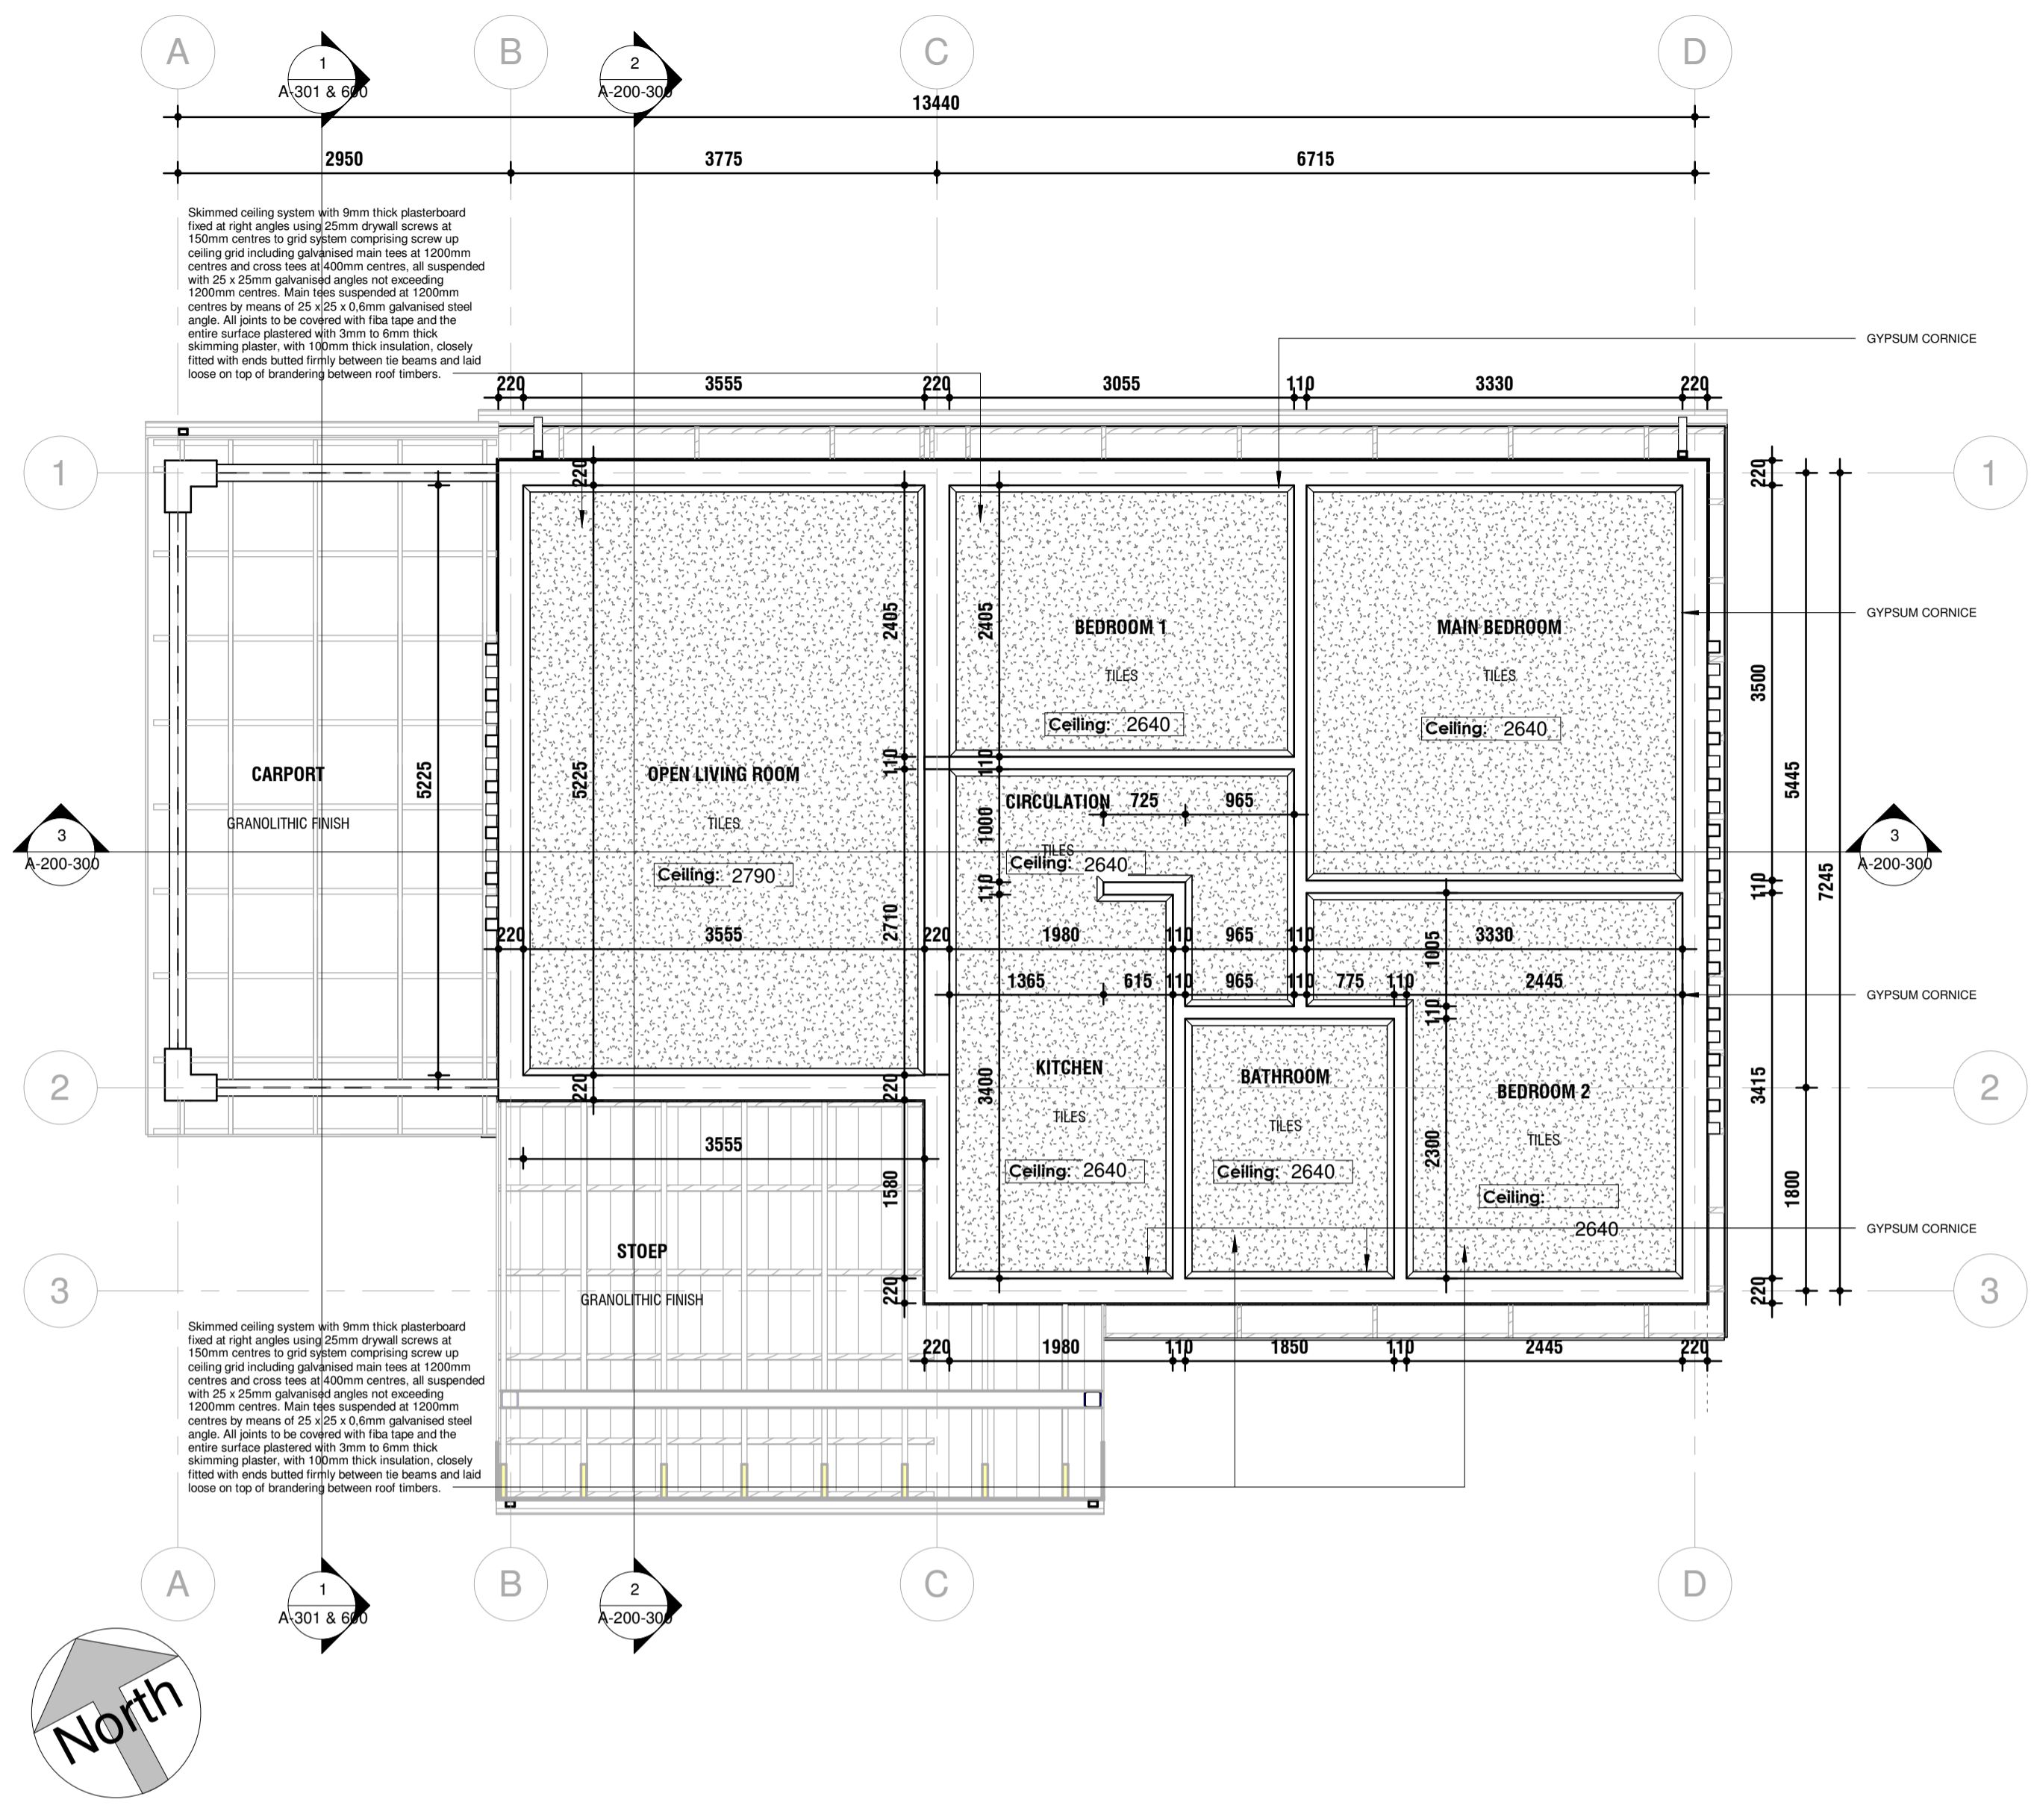 A
B
C
D
1
A-301 & 600
2
A-200-300
13440
2950
3775
6715
Skimmed ceiling system with 9mm thick plasterboard
fixed at right angles using 25mm drywall screws at
150mm centres to grid system comprising screw up
ceiling grid including galvanised main tees at 1200mm
centres and cross tees at 400mm centres, all suspended
with 25 x 25mm galvanised angles not exceeding
1200mm centres. Main tees suspended at 1200mm
centres by means of 25 x 25 x 0,6mm galvanised steel
angle. All joints to be covered with fiba tape and the
entire surface plastered with 3mm to 6mm thick
skimming plaster, with 100mm thick insulation, closely
fitted with ends butted firmly between tie beams and laid
loose on top of brandering between roof timbers.
GYPSUM CORNICE
220
3555
220
3055
110
3330
220
1
1
220
220
2405
2405
BEDROOM 1
TILES
Ceiling: 2640
MAIN BEDROOM
TILES
Ceiling: 2640
GYPSUM CORNICE
3500
110
110
CARPORT
GRANOLITHIC FINISH
5225
5225
OPEN LIVING ROOM
TILES
Ceiling: 2790
CIRCULATION
TILES
Ceiling: 2640
725
965
1000
110
5445
7245
110
3
A-200-300
3
A-200-300
2710
220
3555
220
1980
110
965
110
3330
1005
1365
615
110
965
110
775
110
2445
GYPSUM CORNICE
110
KITCHEN
TILES
Ceiling: 2640
BATHROOM
TILES
Ceiling: 2640
BEDROOM 2
TILES
Ceiling:
2640
2
2
220
220
3400
2300
3415
1800
3555
1580
GYPSUM CORNICE
STOEP
GRANOLITHIC FINISH
3
3
220
220
220
1980
110
1850
110
2445
220
Skimmed ceiling system with 9mm thick plasterboard
fixed at right angles using 25mm drywall screws at
150mm centres to grid system comprising screw up
ceiling grid including galvanised main tees at 1200mm
centres and cross tees at 400mm centres, all suspended
with 25 x 25mm galvanised angles not exceeding
1200mm centres. Main tees suspended at 1200mm
centres by means of 25 x 25 x 0,6mm galvanised steel
angle. All joints to be covered with fiba tape and the
entire surface plastered with 3mm to 6mm thick
skimming plaster, with 100mm thick insulation, closely
fitted with ends butted firmly between tie beams and laid
loose on top of brandering between roof timbers.
A
B
C
D
1
A-301 & 600
2
A-200-300
North